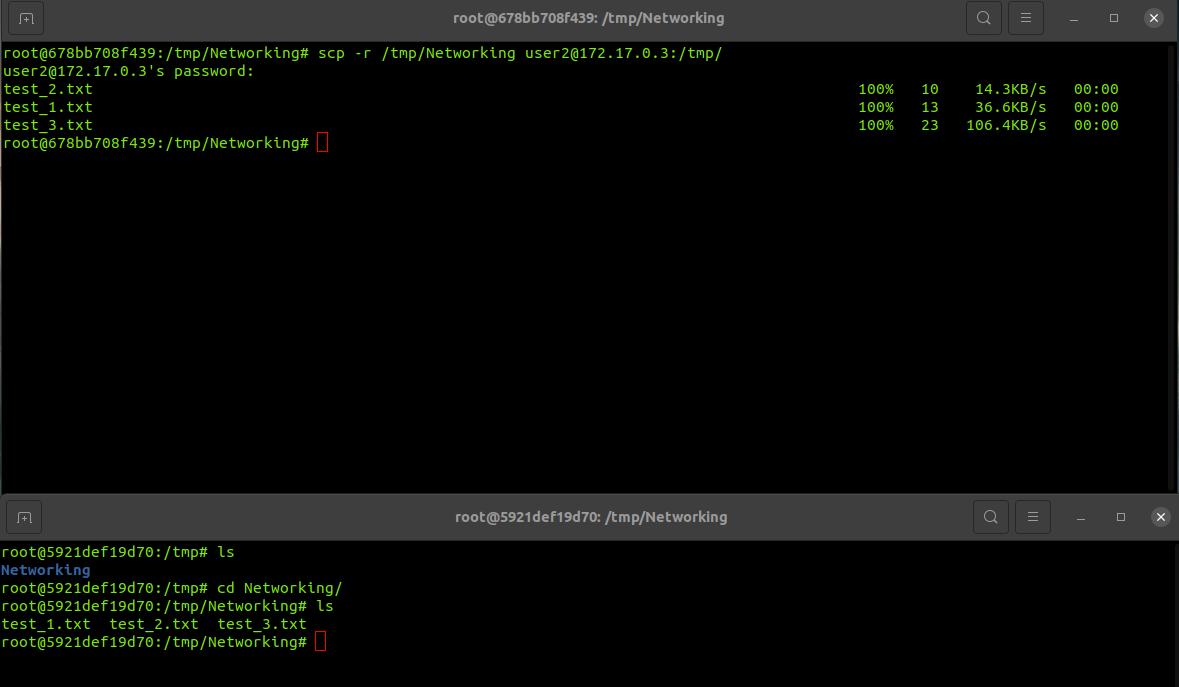 root@678bb708f439: /tmp/Networking
root@678bb708f439:/tmp/Networking# scp -r /tmp/Networking user2@172.17.0.3:/tmp/
user2@172.17.0.3's password:
test_2.txt 100% 10 14.3KB/s 00:00
test_1.txt 100% 13 36.6KB/s 00:00
test_3.txt 100% 23 106.4KB/s 00:00
root@678bb708f439:/tmp/Networking#
root@5921def19d70: /tmp/Networking
root@5921def19d70:/tmp# ls
Networking
root@5921def19d70:/tmp# cd Networking/
root@5921def19d70:/tmp/Networking# ls
test_1.txt test_2.txt test_3.txt
root@5921def19d70:/tmp/Networking#